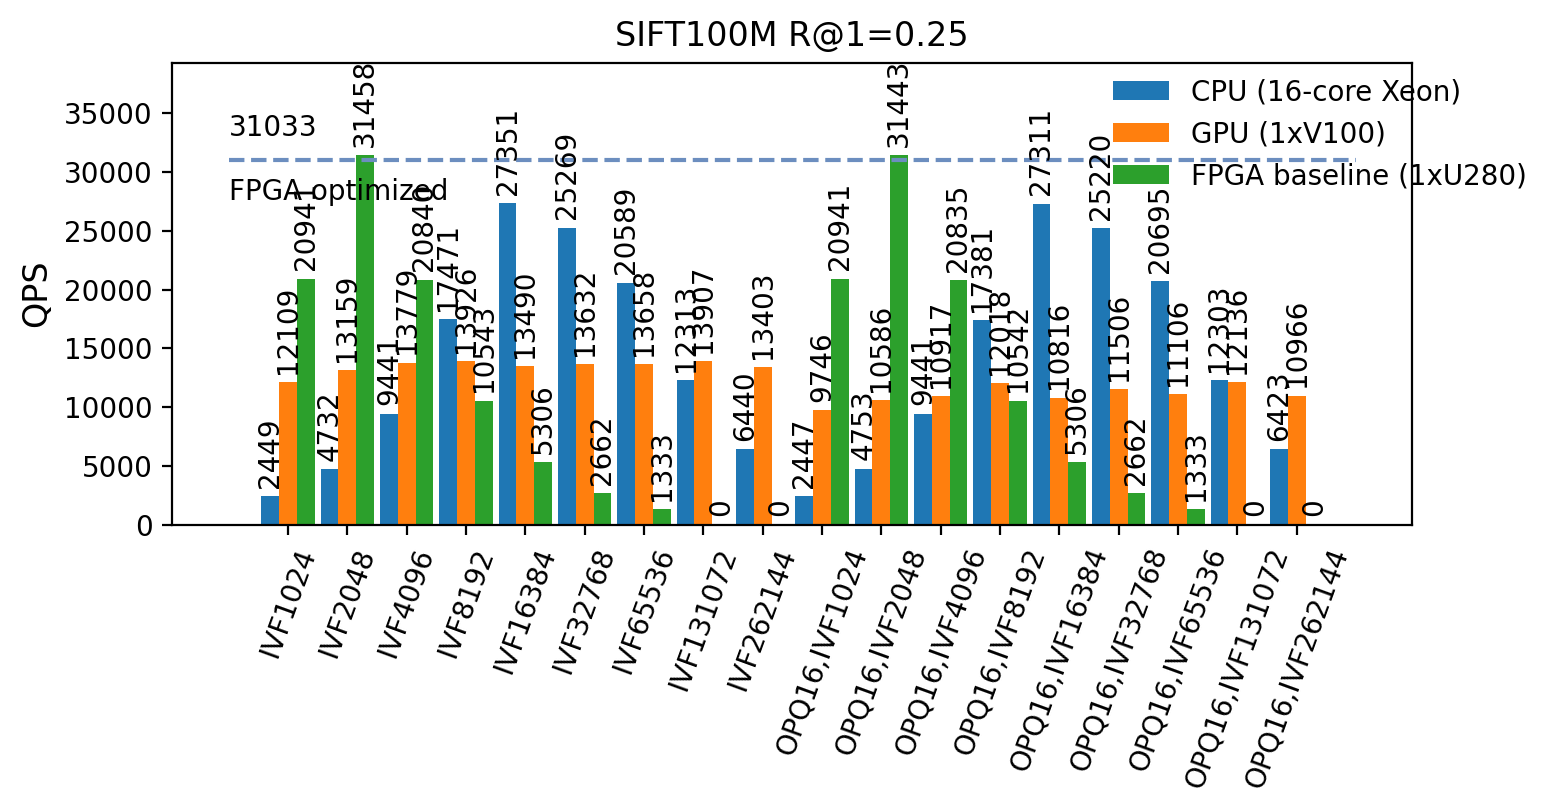 SIFT100M R@1=0.25
CPU (16-core Xeon)
GPU (1xV100)
FPGA baseline (1xU280)
31033
FPGA optimized
QPS
35000
30000
25000
20000
15000
10000
5000
0
2449
12109
20941
4732
13159
31458
9441
13779
20840
17471
13926
10543
27351
13490
5306
25269
13632
2662
20589
13658
1333
12313
13907
0
6440
13403
0
2447
9746
20941
4753
10586
31443
9441
10917
20835
17381
12018
10542
27311
10816
5306
25220
11506
2662
20695
11106
1333
12303
12136
0
6423
10966
0
IVF1024
IVF2048
IVF4096
IVF8192
IVF16384
IVF32768
IVF65536
IVF131072
IVF262144
OPQ16,IVF1024
OPQ16,IVF2048
OPQ16,IVF4096
OPQ16,IVF8192
OPQ16,IVF16384
OPQ16,IVF32768
OPQ16,IVF65536
OPQ16,IVF131072
OPQ16,IVF262144